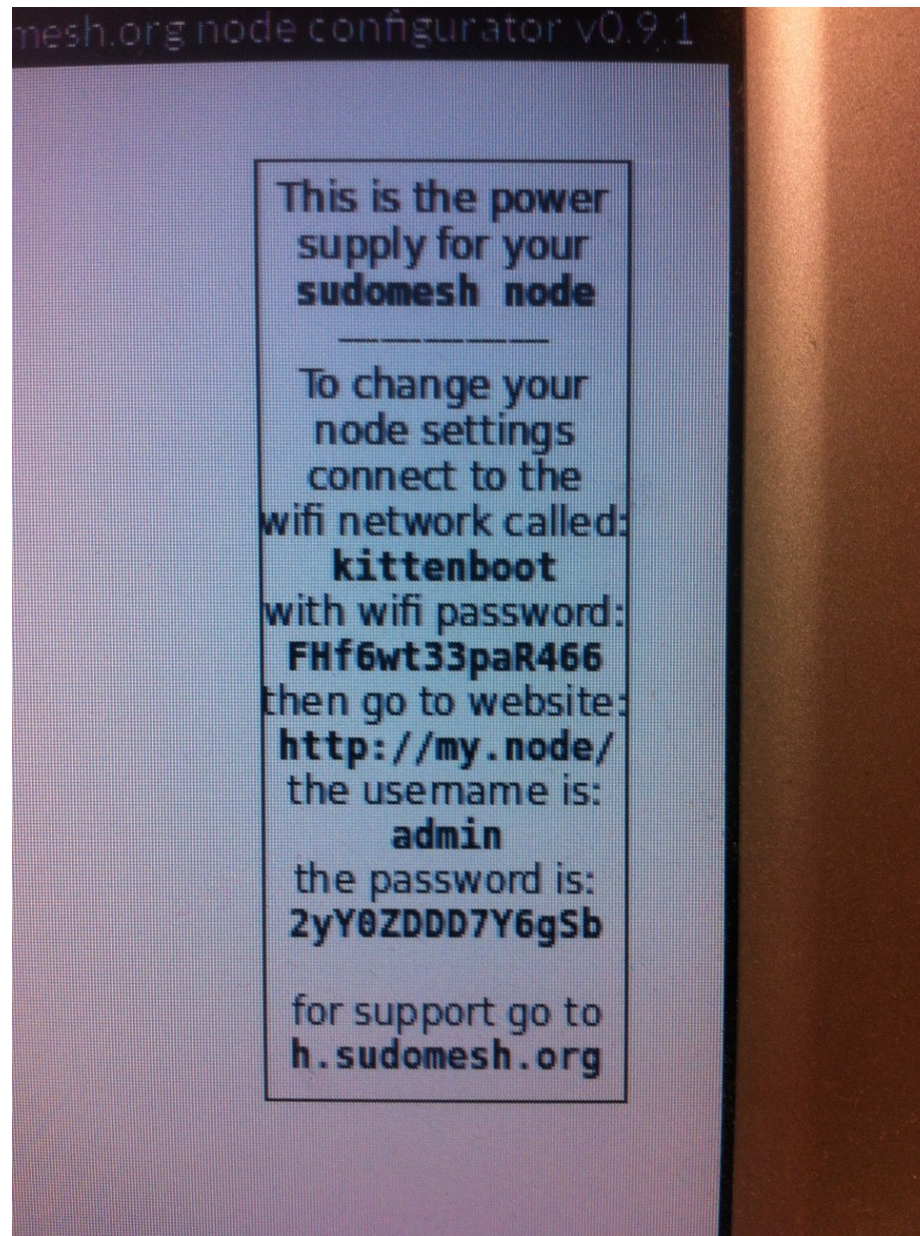 mesh.org node configurator v0.9.1
This is the power
supply for your
sudomesh node
———————
To change your
node settings
connect to the
wifi network called:
kittenboot
with wifi password:
FHf6wt33paR466
then go to website:
http://my.node/
the username is:
admin
the password is:
2yY0ZDDD7Y6gSb
for support go to
h.sudomesh.org